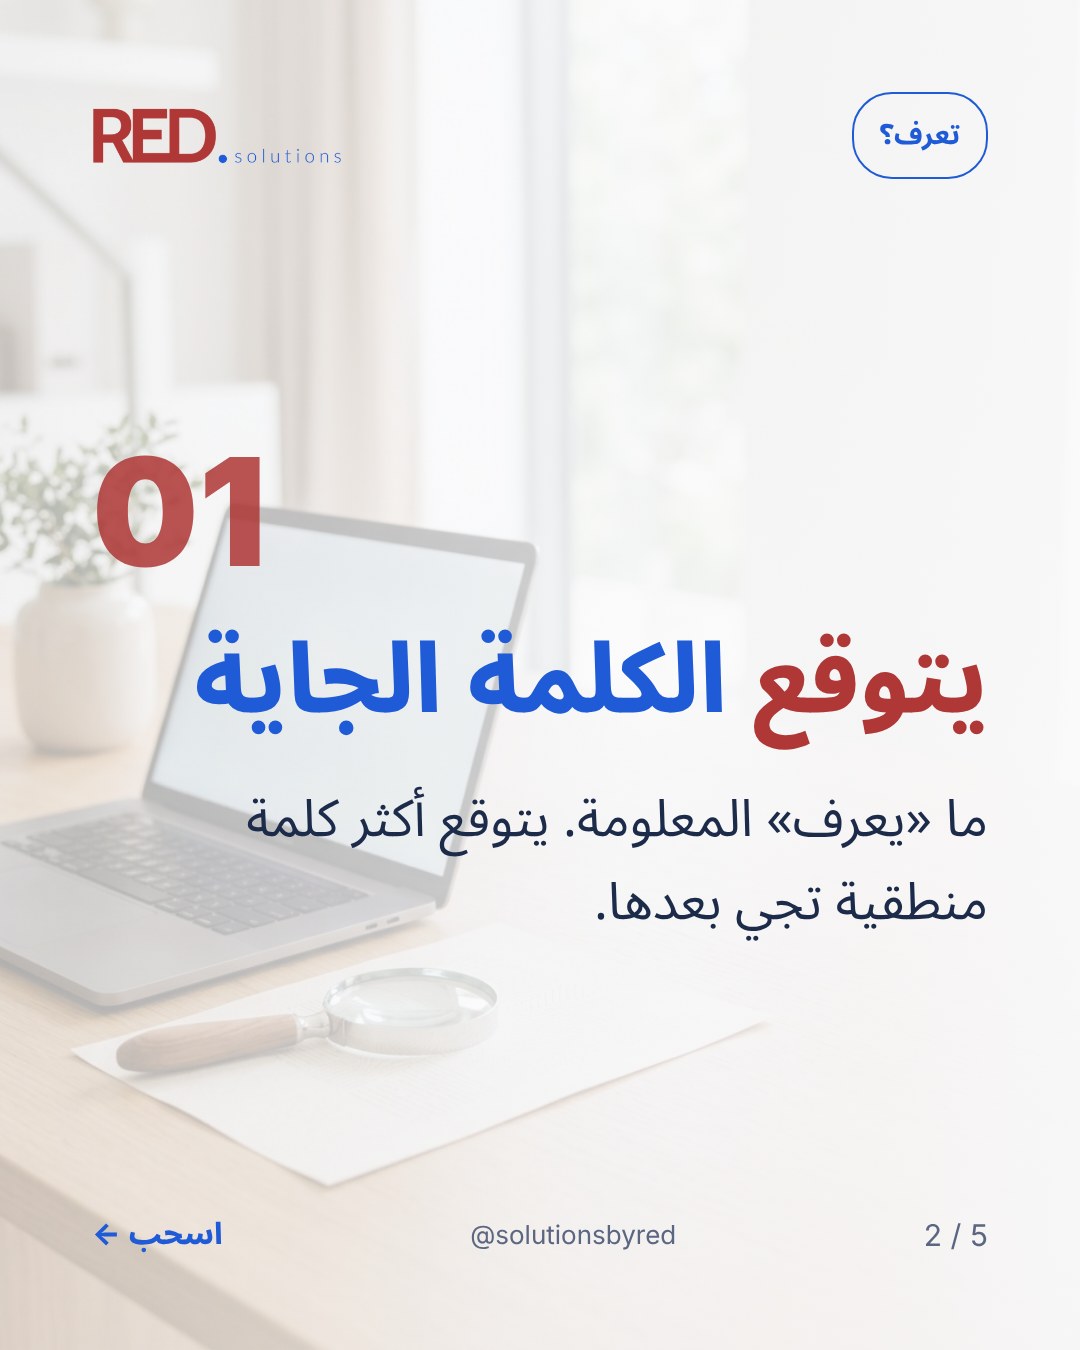 RED.solutions
تعرف؟
01
يتوقع الكلمة الجاية
ما «يعرف» المعلومة. يتوقع أكثر كلمة
منطقية تجي بعدها.
اسحب ←
@solutionsbyred
2 / 5